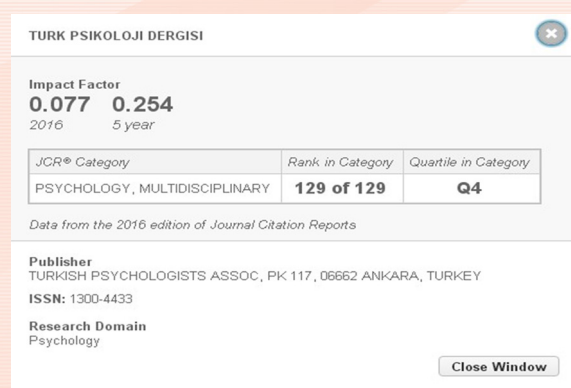 TURK PSIKOLOJI DERGISI
Impact Factor
0.077 0.254
2016 5 year
JCR® Category Rank in Category Quartile in Category
PSYCHOLOGY, MULTIDISCIPLINARY 129 of 129 Q4
Data from the 2016 edition of Journal Citation Reports
Publisher
TURKISH PSYCHOLOGISTS ASSOC, PK 117, 06662 ANKARA, TURKEY
ISSN: 1300-4433
Research Domain
Psychology
Close Window